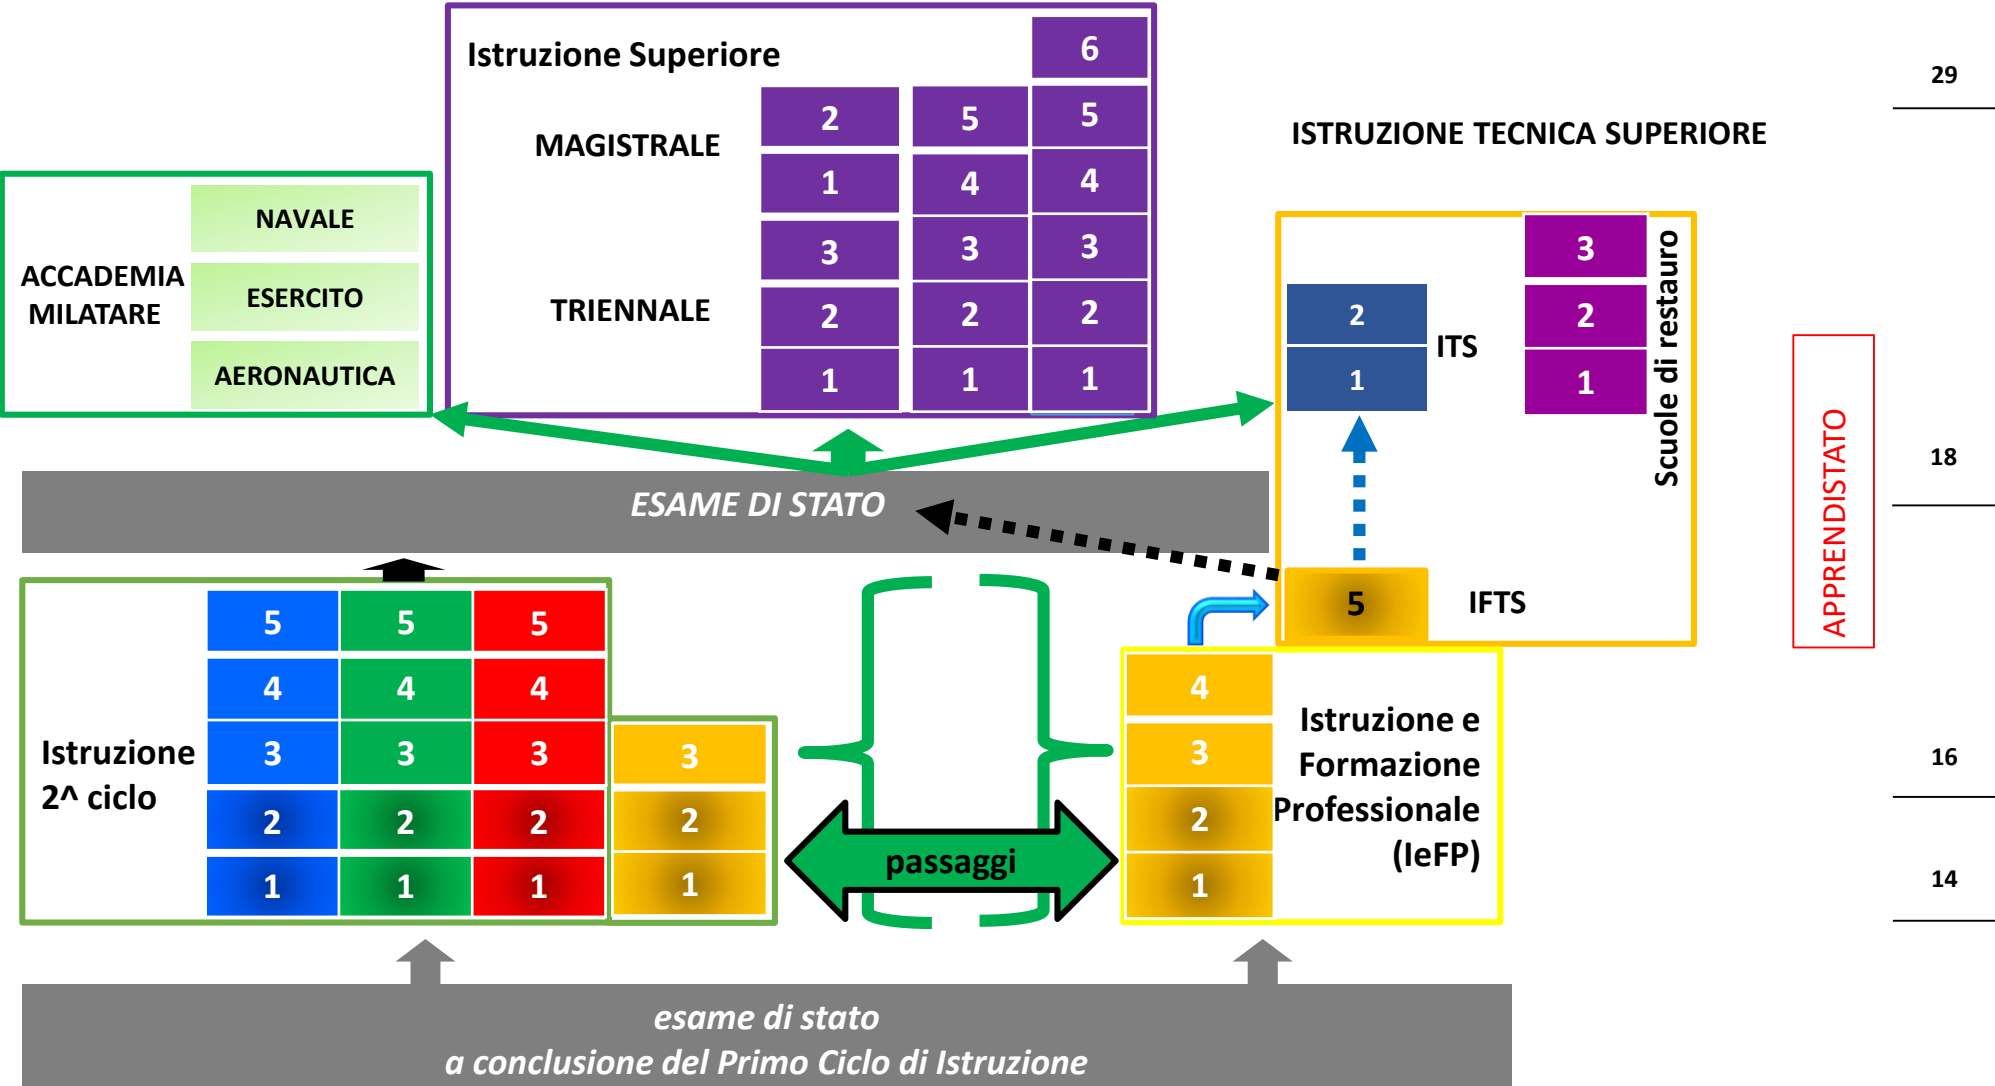 Istruzione Superiore
6
29
MAGISTRALE
2 5 5
1 4 4
TRIENNALE
3 3 3
2 2 2
1 1 1
ISTRUZIONE TECNICA SUPERIORE
ACCADEMIA
MILATARE
NAVALE
ESERCITO
AERONAUTICA
2
1
ITS
3
2
1
Scuole di restauro
APPRENDISTATO
18
ESAME DI STATO
5
IFTS
Istruzione
2^ ciclo
5 5 5
4 4 4
3 3 3 3
2 2 2 2
1 1 1 1
passaggi
4
3
2
1
Istruzione e
Formazione
Professionale
(IeFP)
16
14
esame di stato
a conclusione del Primo Ciclo di Istruzione